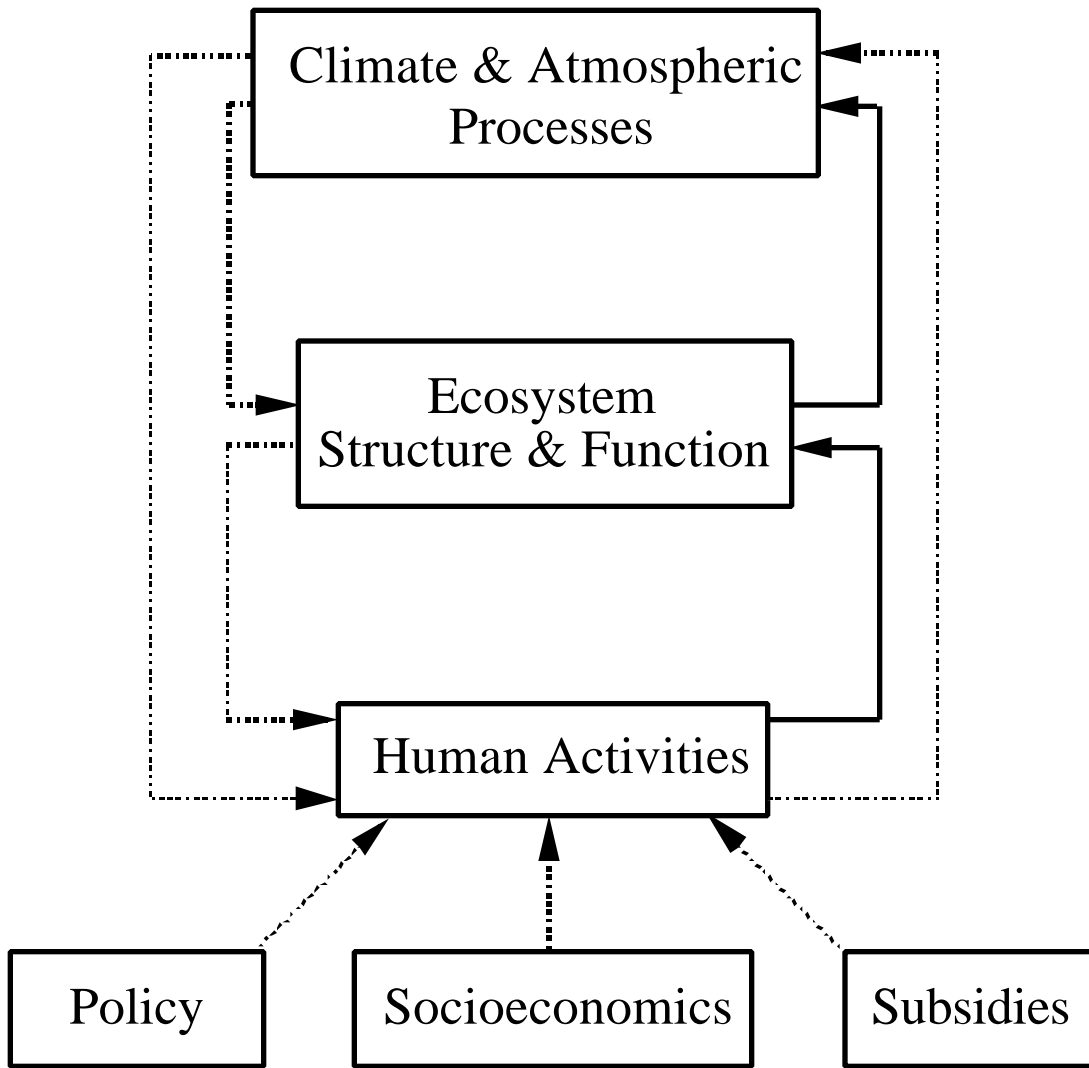 Climate & Atmospheric
Processes
Ecosystem
Structure & Function
Human Activities
Policy
Socioeconomics
Subsidies